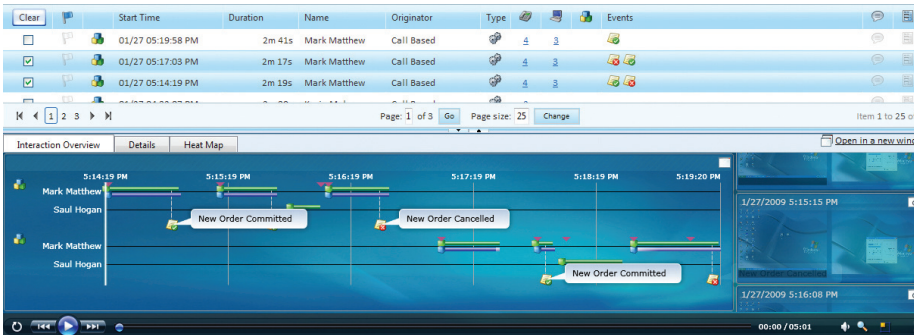 Clear Start Time Duration Name Originator Type Events
01/27 05:19:58 PM 2m 41s Mark Matthew Call Based 4 3
01/27 05:17:03 PM 2m 17s Mark Matthew Call Based 4 3
01/27 05:14:19 PM 2m 19s Mark Matthew Call Based 4 3
1 2 3 Page: 1 of 3 Go Page size: 25 Change Item 1 to 25 o
Interaction Overview Details Heat Map Open in a new wind
5:14:19 PM 5:15:19 PM 5:16:19 PM 5:17:19 PM 5:18:19 PM 5:19:20 PM
Mark Matthew
Saul Hogan
New Order Committed New Order Cancelled
Mark Matthew
Saul Hogan
New Order Committed
1/27/2009 5:15:15 PM
New Order Cancelled
1/27/2009 5:16:08 PM
00:00 / 05:01